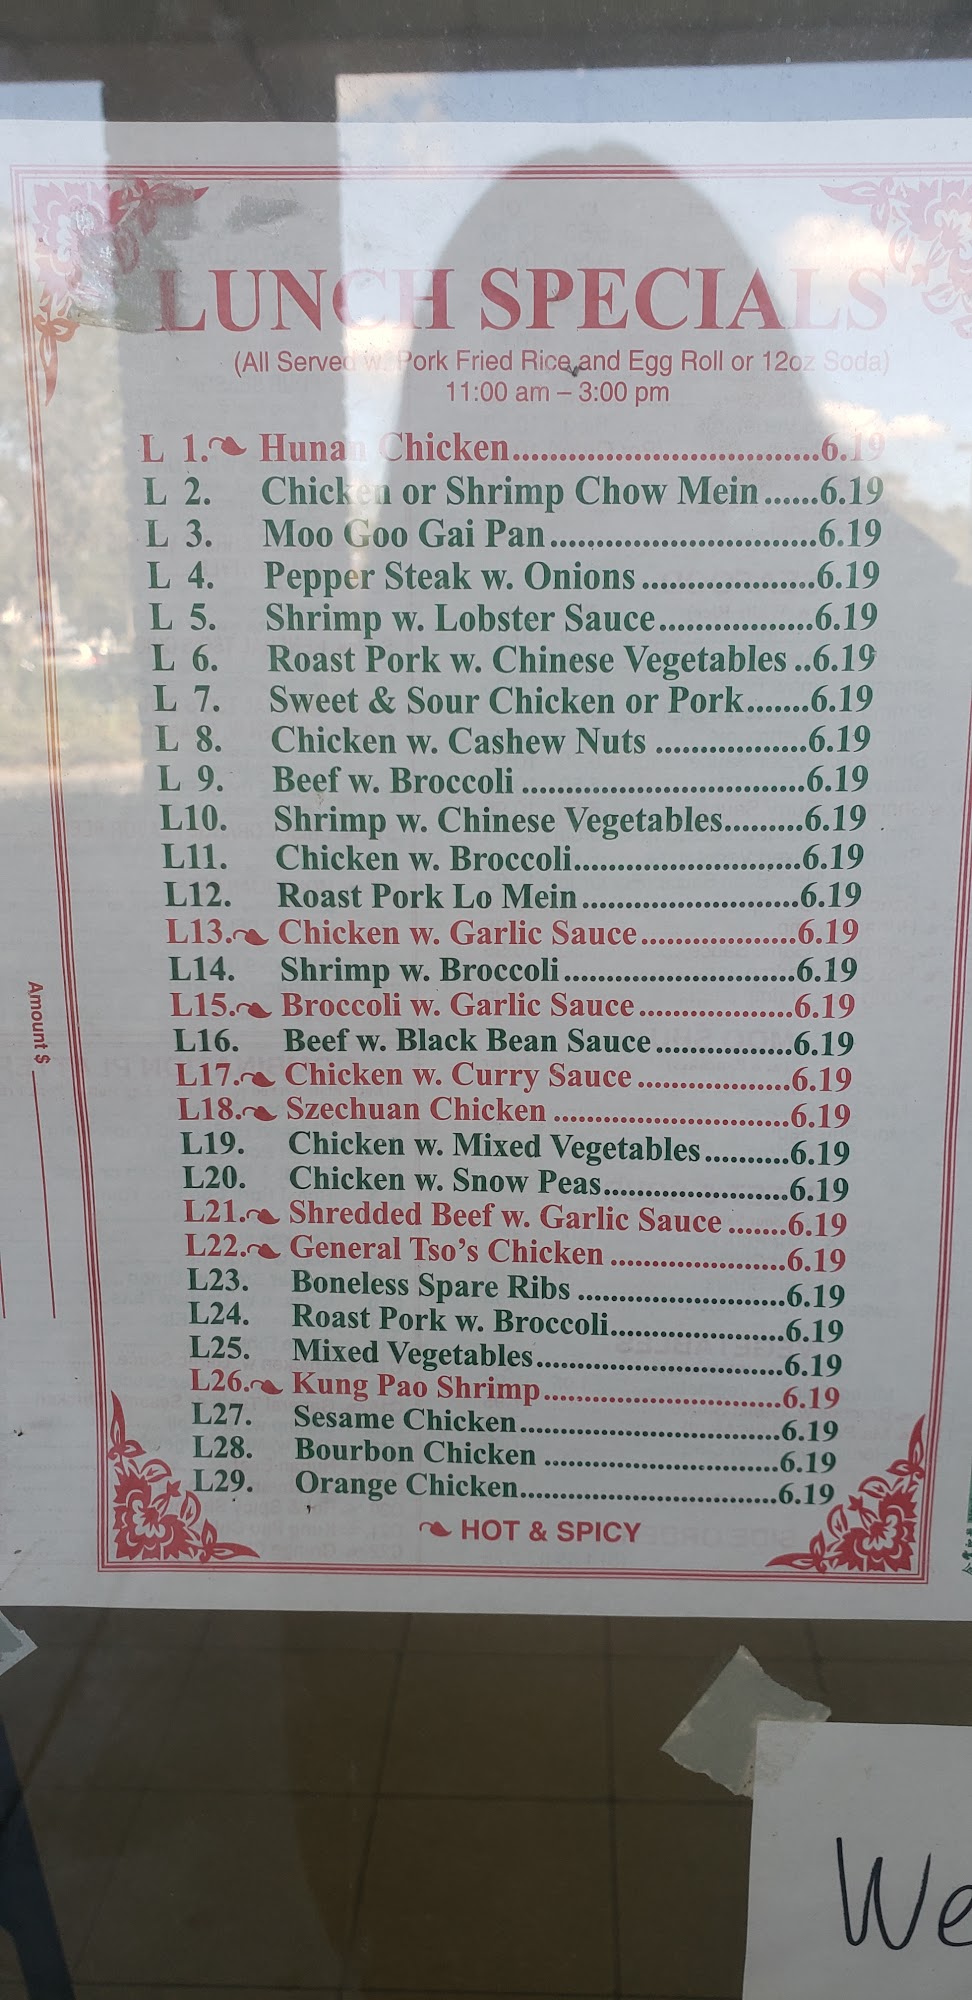 LUNCH SPECIALS
(All Served w. Pork Fried Rice and Egg Roll or 12oz Soda)
11:00 am – 3:00 pm
L 1. Hunan Chicken..................................6.19
L 2. Chicken or Shrimp Chow Mein......6.19
L 3. Moo Goo Gai Pan.............................6.19
L 4. Pepper Steak w. Onions...................6.19
L 5. Shrimp w. Lobster Sauce.................6.19
L 6. Roast Pork w. Chinese Vegetables ..6.19
L 7. Sweet & Sour Chicken or Pork.......6.19
L 8. Chicken w. Cashew Nuts .................6.19
L 9. Beef w. Broccoli ...............................6.19
L10. Shrimp w. Chinese Vegetables.........6.19
L11. Chicken w. Broccoli.........................6.19
L12. Roast Pork Lo Mein........................6.19
L13. Chicken w. Garlic Sauce.................6.19
L14. Shrimp w. Broccoli.........................6.19
L15. Broccoli w. Garlic Sauce.................6.19
L16. Beef w. Black Bean Sauce...............6.19
L17. Chicken w. Curry Sauce .................6.19
L18. Szechuan Chicken ..........................6.19
L19. Chicken w. Mixed Vegetables..........6.19
L20. Chicken w. Snow Peas.....................6.19
L21. Shredded Beef w. Garlic Sauce .......6.19
L22. General Tso's Chicken ...................6.19
L23. Boneless Spare Ribs .......................6.19
L24. Roast Pork w. Broccoli...................6.19
L25. Mixed Vegetables...........................6.19
L26. Kung Pao Shrimp..........................6.19
L27. Sesame Chicken.............................6.19
L28. Bourbon Chicken ..........................6.19
L29. Orange Chicken.............................6.19
HOT & SPICY
Amount $
We